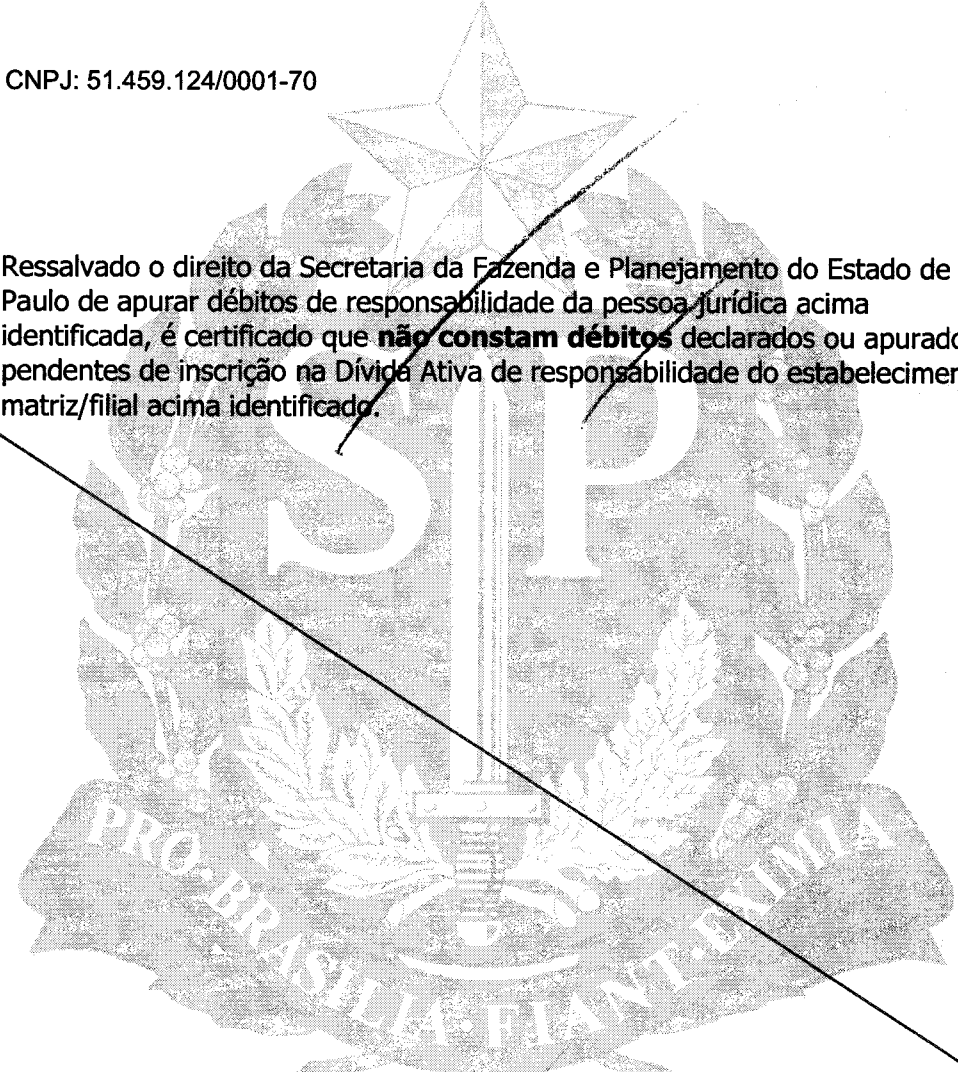 CNPJ: 51.459.124/0001-70
Ressalvado o direito da Secretaria da Fazenda e Planejamento do Estado de
Paulo de apurar débitos de responsabilidade da pessoa jurídica acima
identificada, é certificado que não constam débitos declarados ou apurado
pendentes de inscrição na Dívida Ativa de responsabilidade do estabelecimen
matriz/filial acima identificado.
SP
PRO·BRASILIA·FIANT·EXIMIA